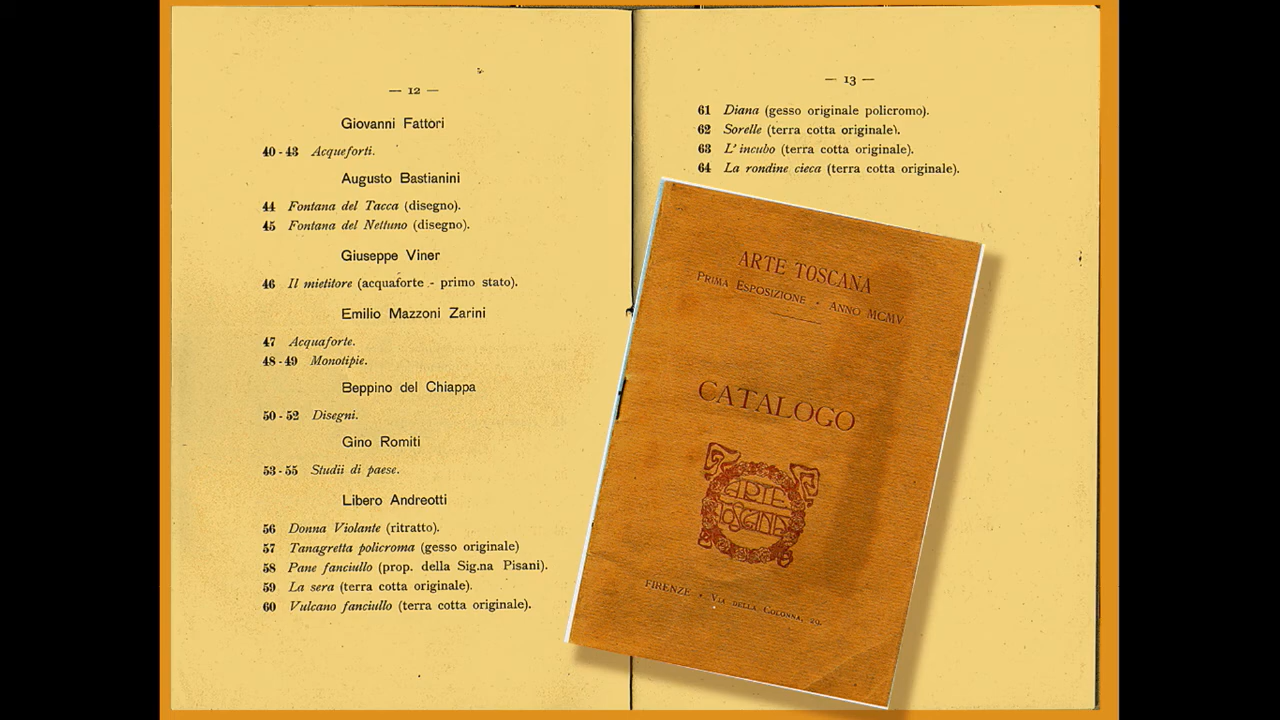 — 12 —
Giovanni Fattori
40 - 43 Acqueforti.
Augusto Bastianini
44 Fontana del Tacca (disegno).
45 Fontana del Nettuno (disegno).
Giuseppe Viner
46 Il mietitore (acquaforte - primo stato).
Emilio Mazzoni Zarini
47 Acquaforte.
48 - 49 Monotipie.
Beppino del Chiappa
50 - 52 Disegni.
Gino Romiti
53 - 55 Studii di paese.
Libero Andreotti
56 Donna Violante (ritratto).
57 Tanagretta policroma (gesso originale)
58 Pane fanciullo (prop. della Sig.na Pisani).
59 La sera (terra cotta originale).
60 Vulcano fanciullo (terra cotta originale).
— 13 —
61 Diana (gesso originale policromo).
62 Sorelle (terra cotta originale).
63 L' incubo (terra cotta originale).
64 La rondine cieca (terra cotta originale).
ARTE TOSCANA
PRIMA ESPOSIZIONE • ANNO MCMV
CATALOGO
ARTE
TOSCANA
FIRENZE • VIA DELLA COLONNA, 29.